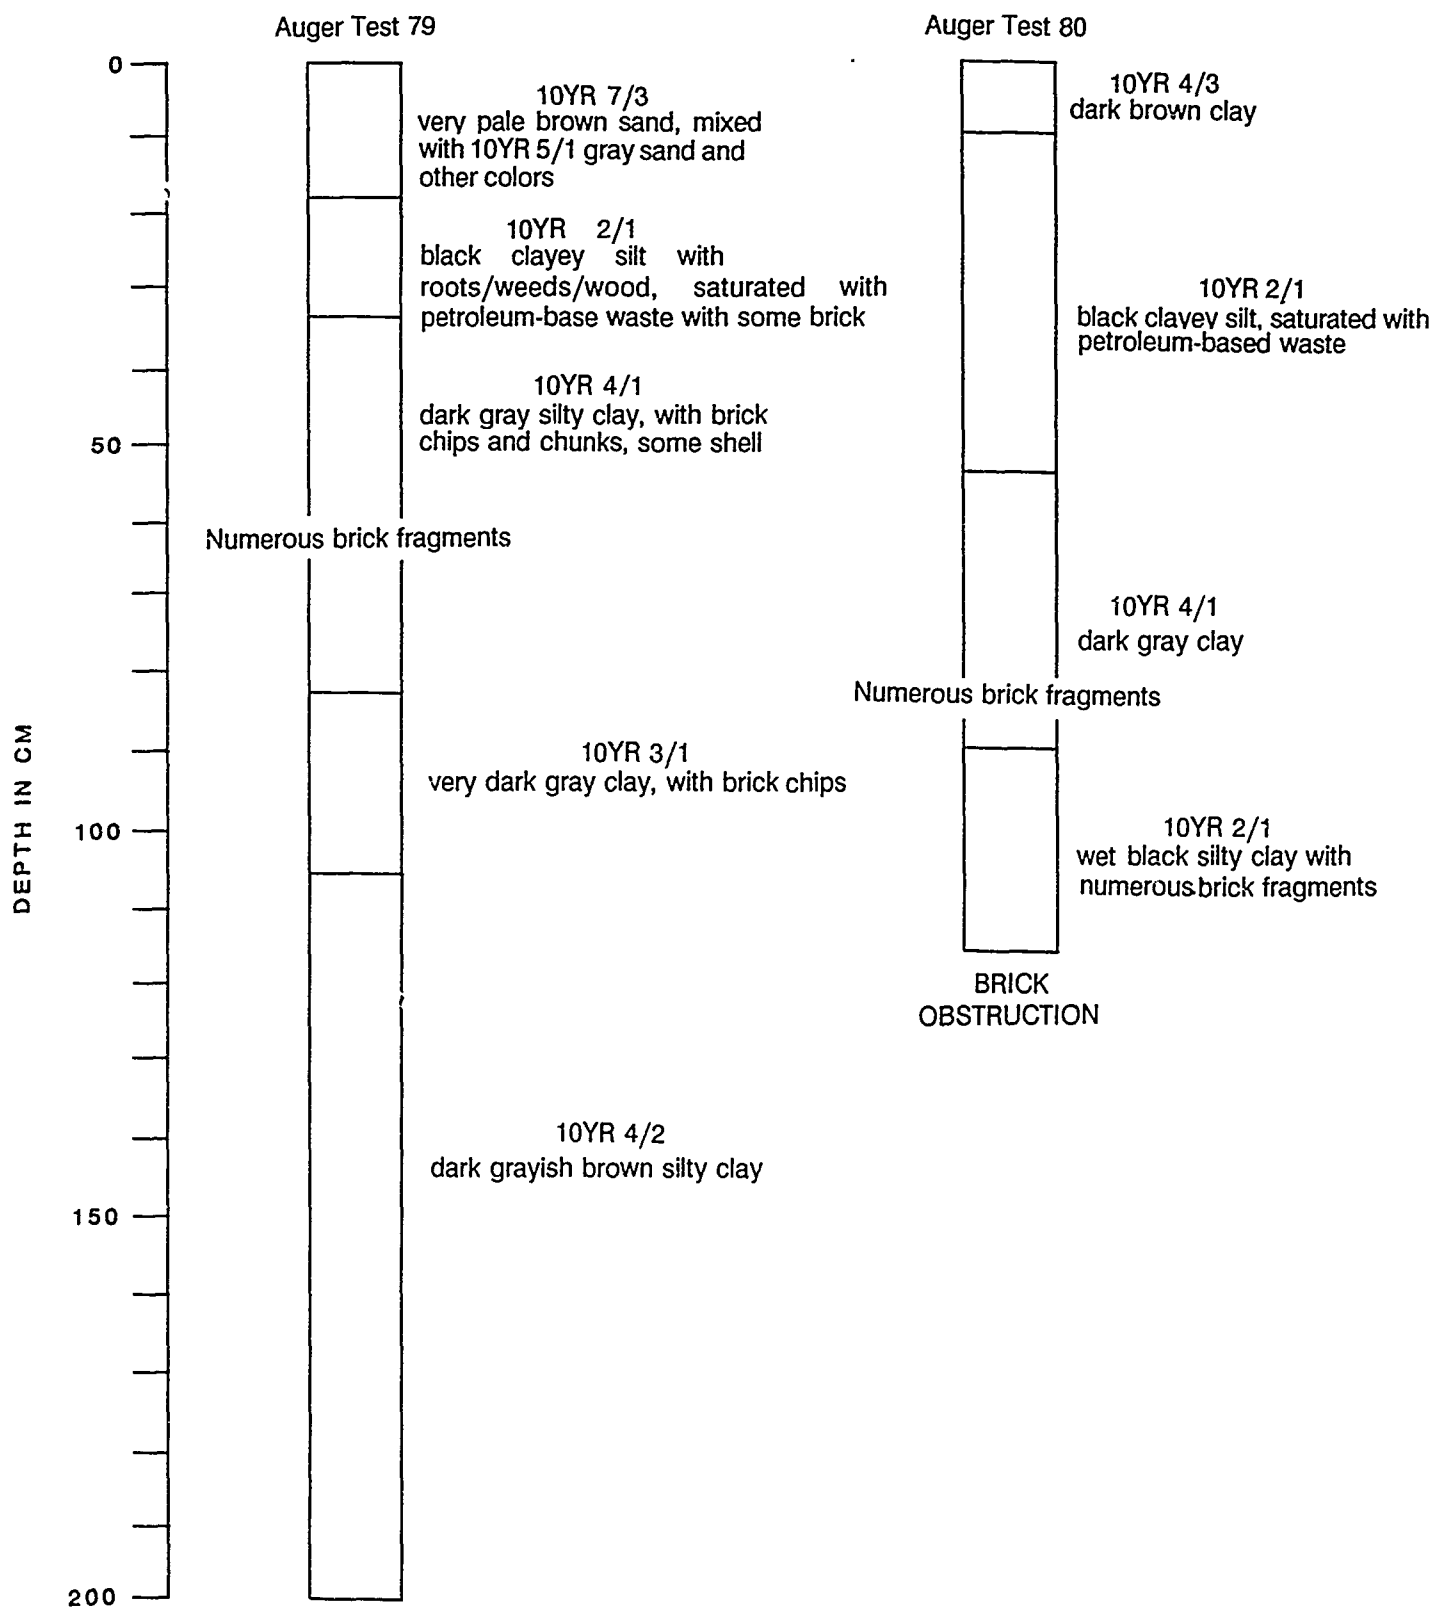 Auger Test 79
Auger Test 80
DEPTH IN CM
0
50
100
150
200
10YR 7/3
very pale brown sand, mixed
with 10YR 5/1 gray sand and
other colors
10YR 2/1
black clayey silt with
roots/weeds/wood, saturated with
petroleum-base waste with some brick
10YR 4/1
dark gray silty clay, with brick
chips and chunks, some shell
Numerous brick fragments
10YR 3/1
very dark gray clay, with brick chips
10YR 4/2
dark grayish brown silty clay
10YR 4/3
dark brown clay
10YR 2/1
black clayey silt, saturated with
petroleum-based waste
10YR 4/1
dark gray clay
Numerous brick fragments
10YR 2/1
wet black silty clay with
numerous brick fragments
BRICK
OBSTRUCTION